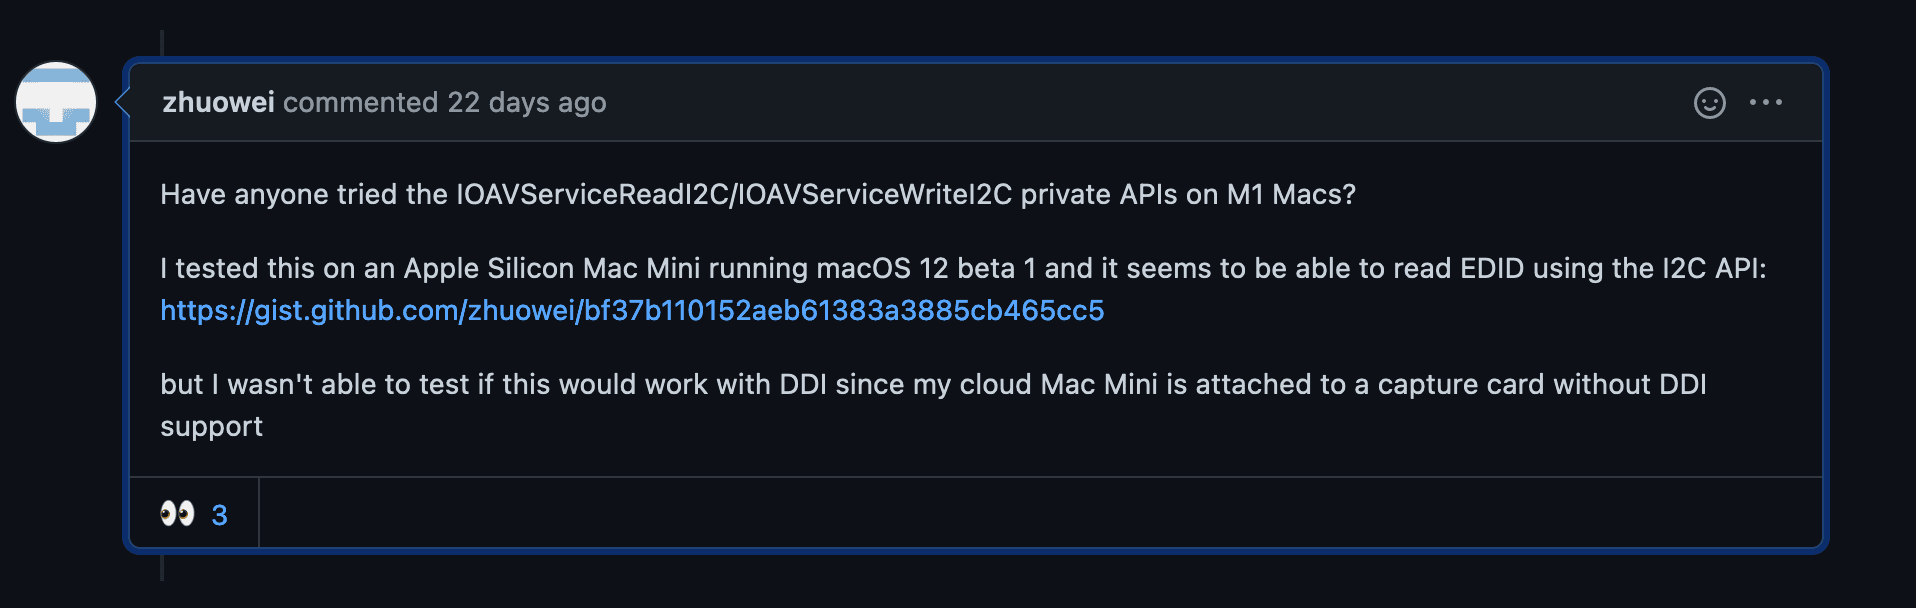 zhuowei commented 22 days ago
Have anyone tried the IOAVServiceReadI2C/IOAVServiceWriteI2C private APIs on M1 Macs?
I tested this on an Apple Silicon Mac Mini running macOS 12 beta 1 and it seems to be able to read EDID using the I2C API:
https://gist.github.com/zhuowei/bf37b110152aeb61383a3885cb465cc5
but I wasn't able to test if this would work with DDI since my cloud Mac Mini is attached to a capture card without DDI
support
👀 3